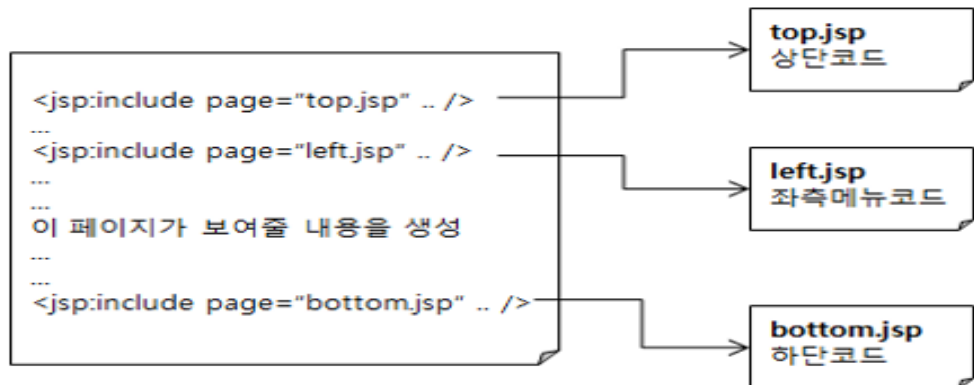 <jsp:include page="top.jsp" .. />
...
<jsp:include page="left.jsp" .. />
...
...
이 페이지가 보여줄 내용을 생성
...
...
<jsp:include page="bottom.jsp" .. />
top.jsp
상단코드
left.jsp
좌측메뉴코드
bottom.jsp
하단코드